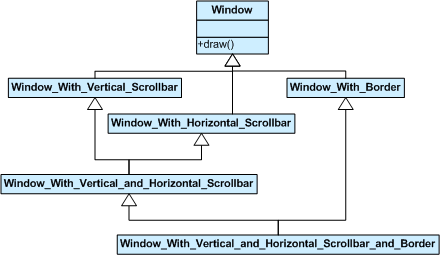 Window
+draw()
Window_With_Vertical_Scrollbar
Window_With_Border
Window_With_Horizontal_Scrollbar
Window_With_Vertical_and_Horizontal_Scrollbar
Window_With_Vertical_and_Horizontal_Scrollbar_and_Border